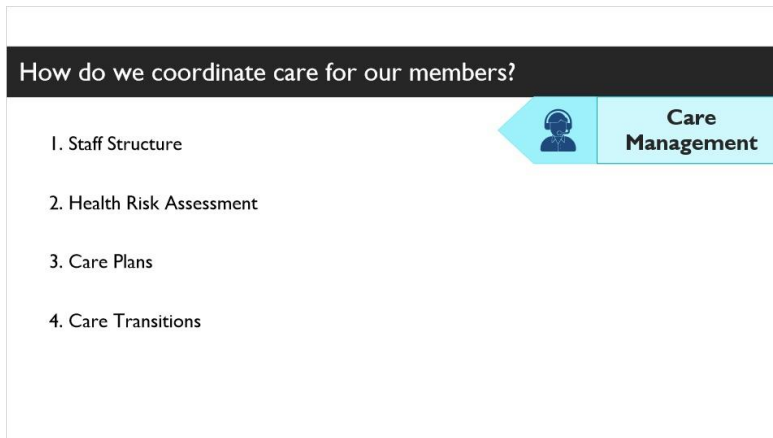 How do we coordinate care for our members?
Care
Management
1. Staff Structure
2. Health Risk Assessment
3. Care Plans
4. Care Transitions